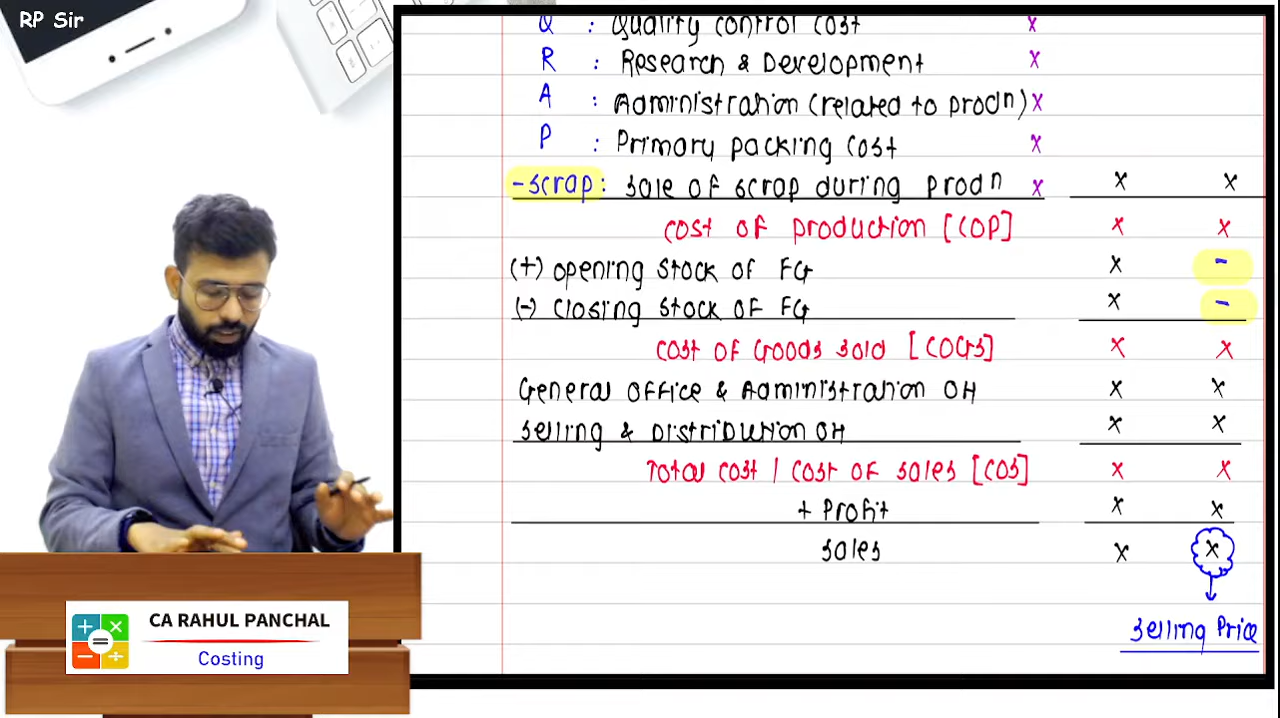 RP Sir
Q : Quality control cost x
R : Research & Development x
A : Administration (related to prodn) x
P : Primary packing cost x
- scrap : sale of scrap during prodn x x x
cost of production [COP] x x
(+) opening stock of FG x -
(-) closing stock of FG x -
cost of Goods sold [COGS] x x
General office & Administration OH x x
Selling & Distribution OH x x
Total cost / cost of sales [COS] x x
+ Profit x x
sales x x
Selling Price
CA RAHUL PANCHAL
Costing